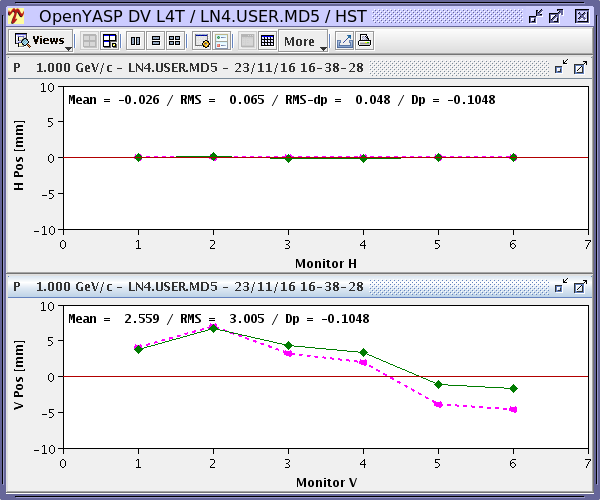 OpenYASP DV L4T / LN4.USER.MD5 / HST
Views More
P 1.000 GeV/c - LN4.USER.MD5 - 23/11/16 16-38-28
Mean = -0.026 / RMS = 0.065 / RMS-dp = 0.048 / Dp = -0.1048
H Pos [mm]
10
5
0
-5
-10
0 1 2 3 4 5 6 7
Monitor H
P 1.000 GeV/c - LN4.USER.MD5 - 23/11/16 16-38-28
Mean = 2.559 / RMS = 3.005 / Dp = -0.1048
V Pos [mm]
10
5
0
-5
-10
0 1 2 3 4 5 6 7
Monitor V